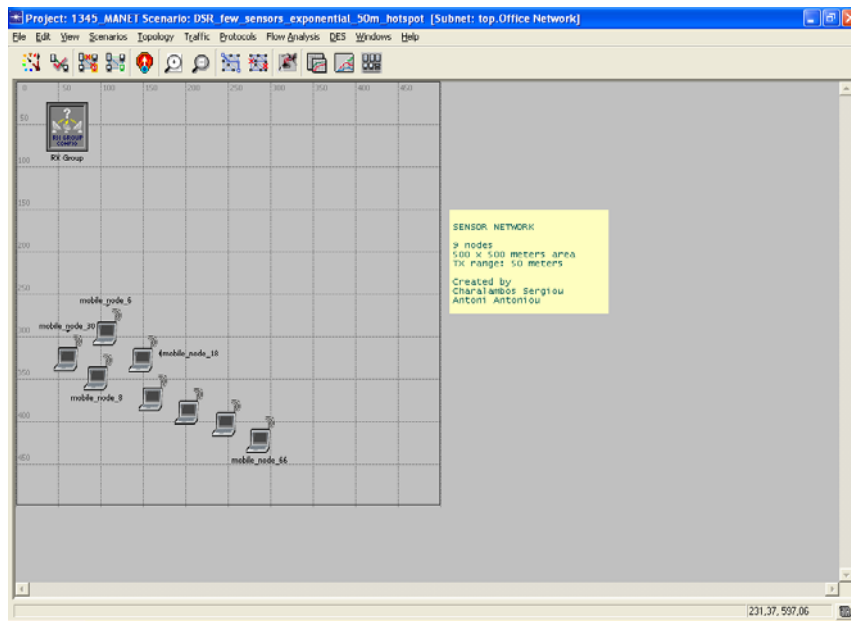 Project: 1345_MANET Scenario: DSR_few_sensors_exponential_50m_hotspot [Subnet: top.Office Network]
File Edit View Scenarios Topology Traffic Protocols Flow Analysis DES Windows Help
0 50 100 150 200 250 300 350 400 450
50
?
RX GROUP
CONFIG
RX Group
100
150
200
250
300
350
400
450
SENSOR NETWORK
9 nodes
500 x 500 meters area
TX range: 50 meters
Created by
Charalambos Sergiou
Antoni Antoniou
mobile_node_6
mobile_node_30
mobile_node_18
mobile_node_8
mobile_node_66
231,37, 597,06